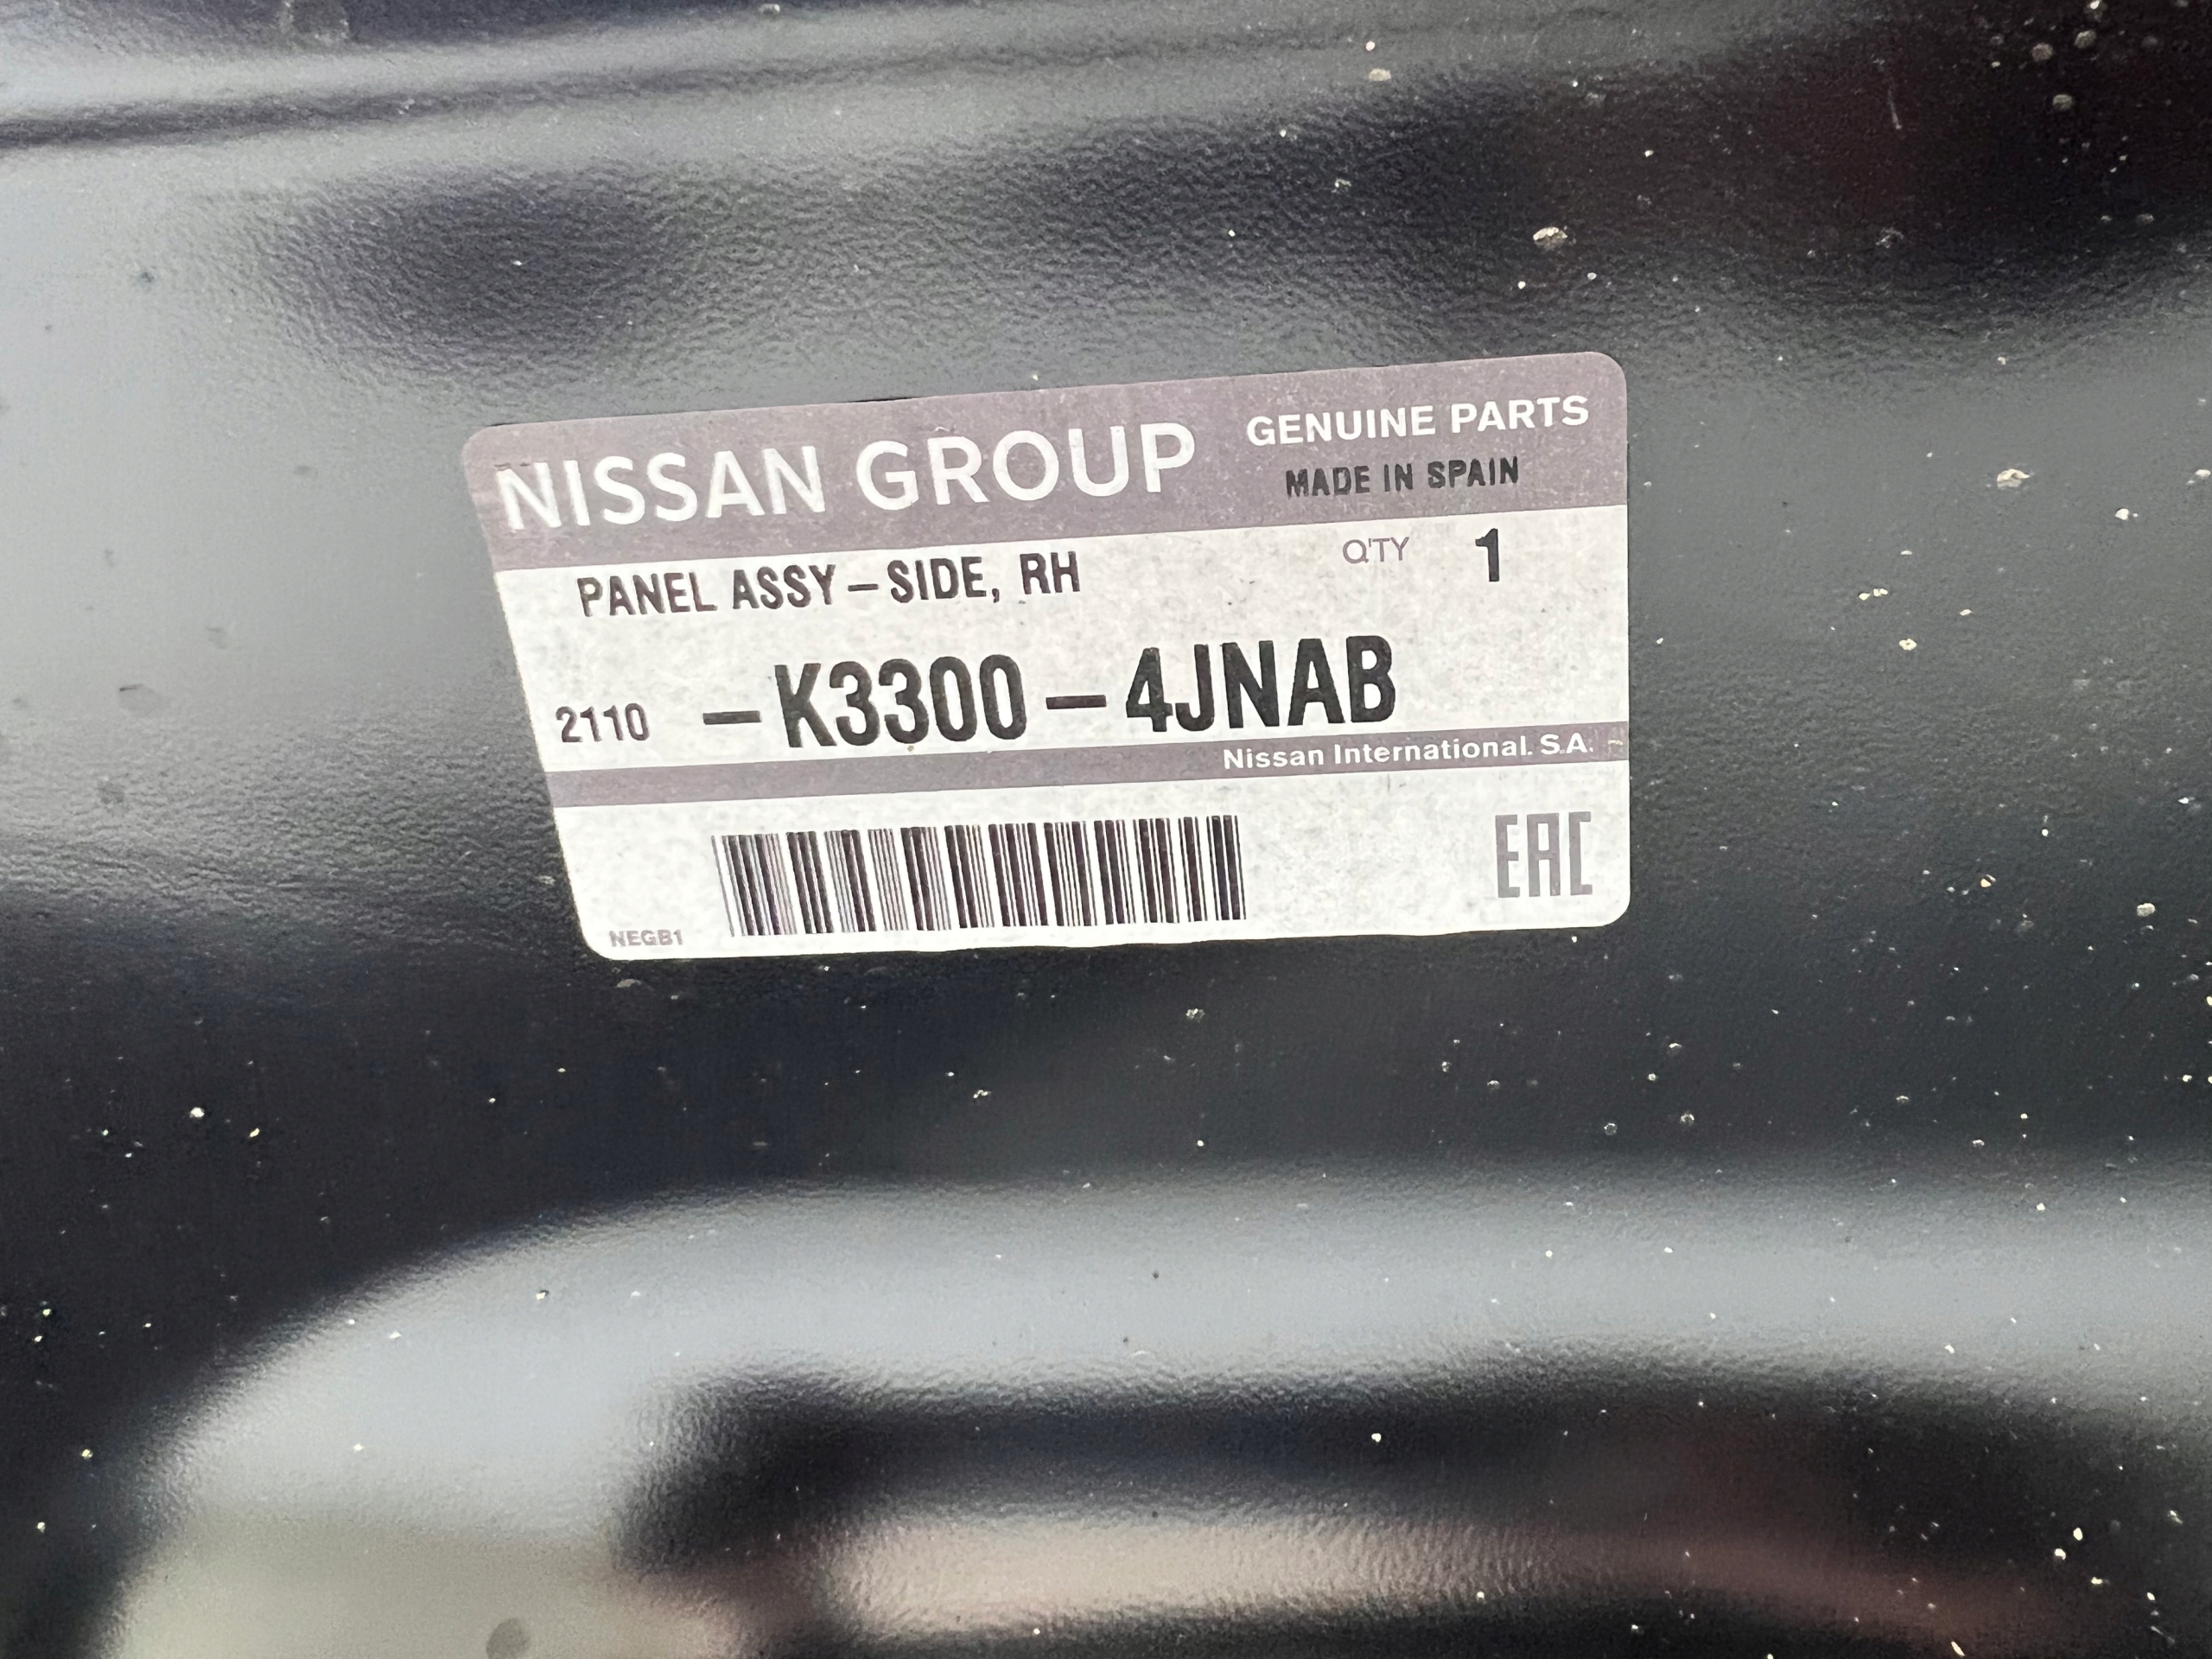 NISSAN GROUP GENUINE PARTS
MADE IN SPAIN
PANEL ASSY – SIDE, RH Q'TY 1
2110 – K3300 – 4JNAB
Nissan International. S.A.
EAC
NEGB1